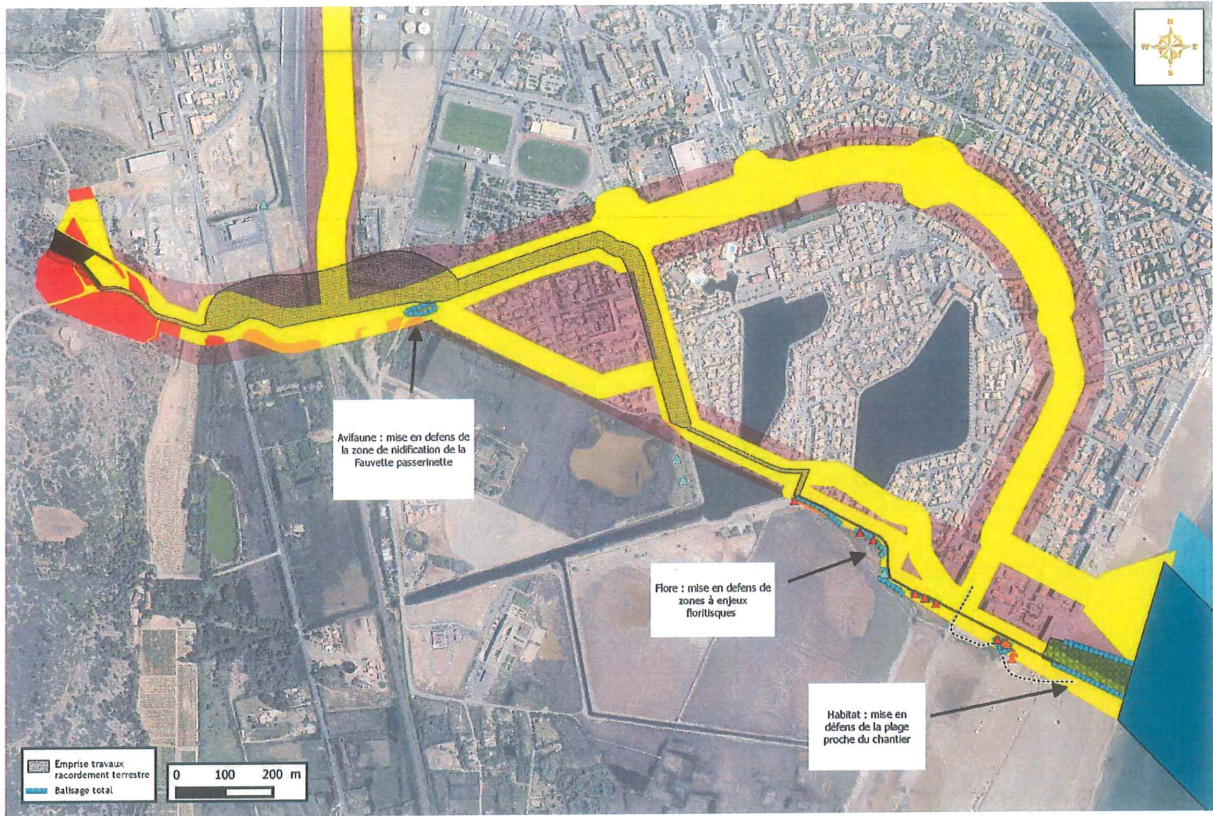 N
W E
S
Avifaune : mise en defens de
la zone de nidification de la
Fauvette passerinette
Flore : mise en defens de
zones à enjeux
floritisques
Habitat : mise en
défens de la plage
proche du chantier
Emprise travaux
racordement terrestre
Balisage total
0 100 200 m